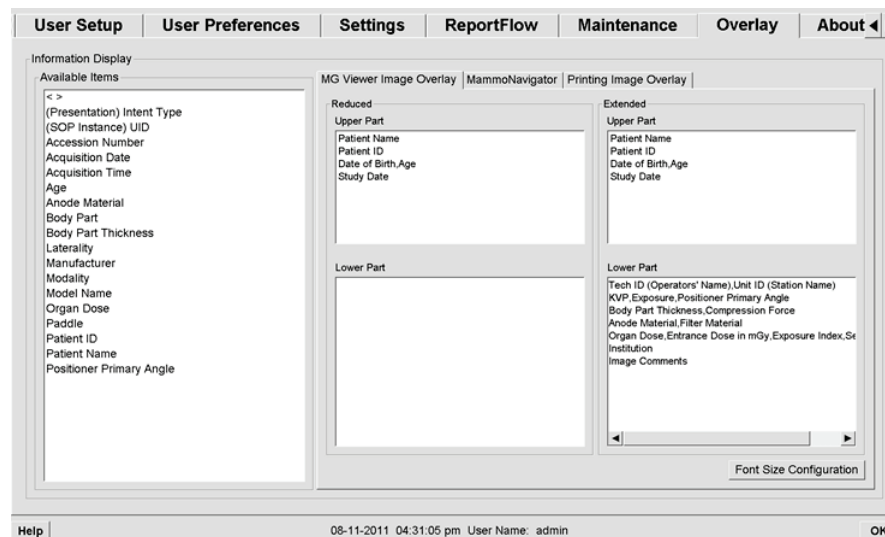 User Setup User Preferences Settings ReportFlow Maintenance Overlay About
Information Display
Available Items
< >
(Presentation) Intent Type
(SOP Instance) UID
Accession Number
Acquisition Date
Acquisition Time
Age
Anode Material
Body Part
Body Part Thickness
Laterality
Manufacturer
Modality
Model Name
Organ Dose
Paddle
Patient ID
Patient Name
Positioner Primary Angle
MG Viewer Image Overlay MammoNavigator Printing Image Overlay
Reduced
Upper Part
Patient Name
Patient ID
Date of Birth,Age
Study Date
Lower Part
Extended
Upper Part
Patient Name
Patient ID
Date of Birth,Age
Study Date
Lower Part
Tech ID (Operators' Name),Unit ID (Station Name)
KVP,Exposure,Positioner Primary Angle
Body Part Thickness,Compression Force
Anode Material,Filter Material
Organ Dose,Entrance Dose in mGy,Exposure Index,Se
Institution
Image Comments
Font Size Configuration
Help 08-11-2011 04:31:05 pm User Name: admin OK